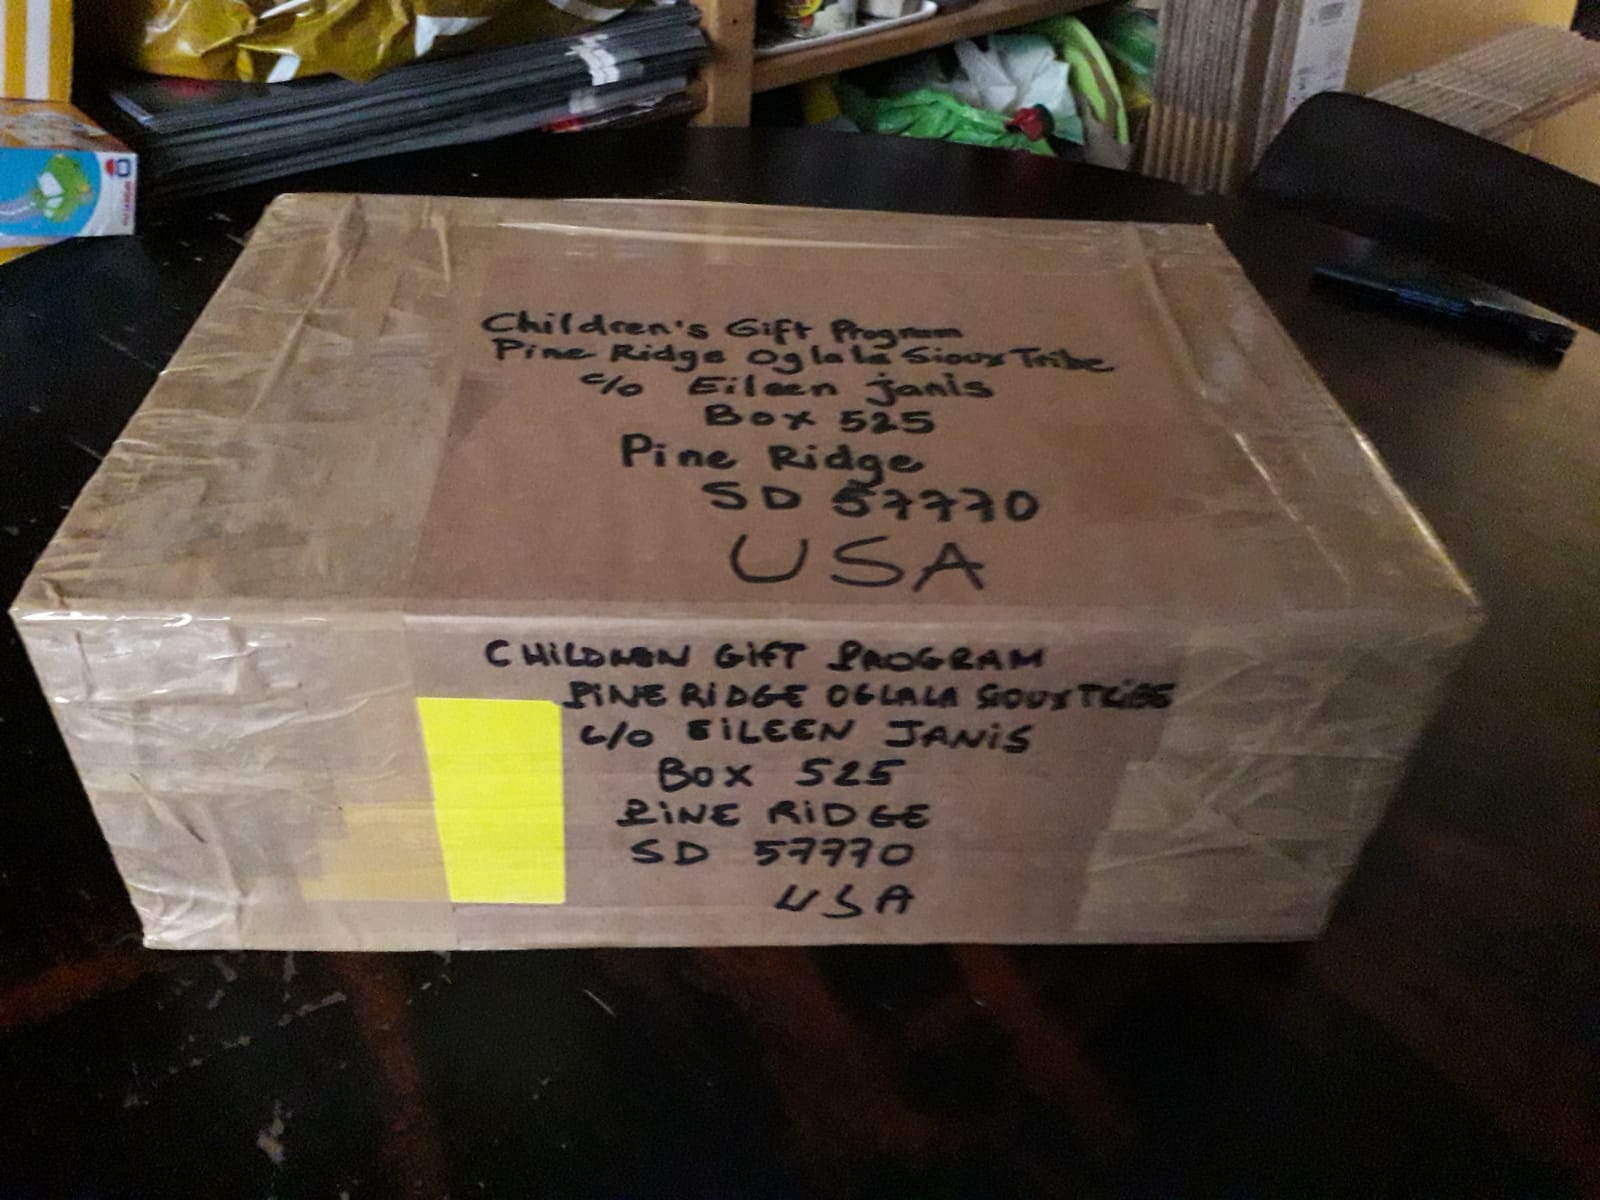 Children's Gift Program
Pine Ridge Oglala Sioux Tribe
c/o Eileen janis
Box 525
Pine Ridge
SD 57770
USA
CHILDREN GIFT PROGRAM
PINE RIDGE OGLALA SIOUX TRIBE
C/O EILEEN JANIS
BOX 525
PINE RIDGE
SD 57770
USA